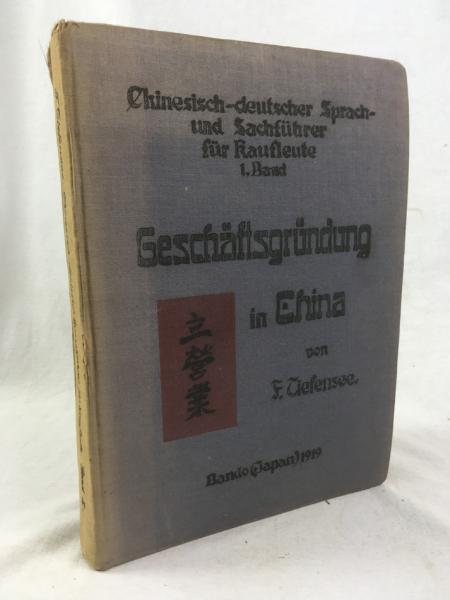 Chinesisch-deutscher Sprach-
und Sachführer
für Kaufleute
1. Band
Geschäftsgründung
in China
立營業
von
F. Tiefensee.
Bando (Japan) 1919